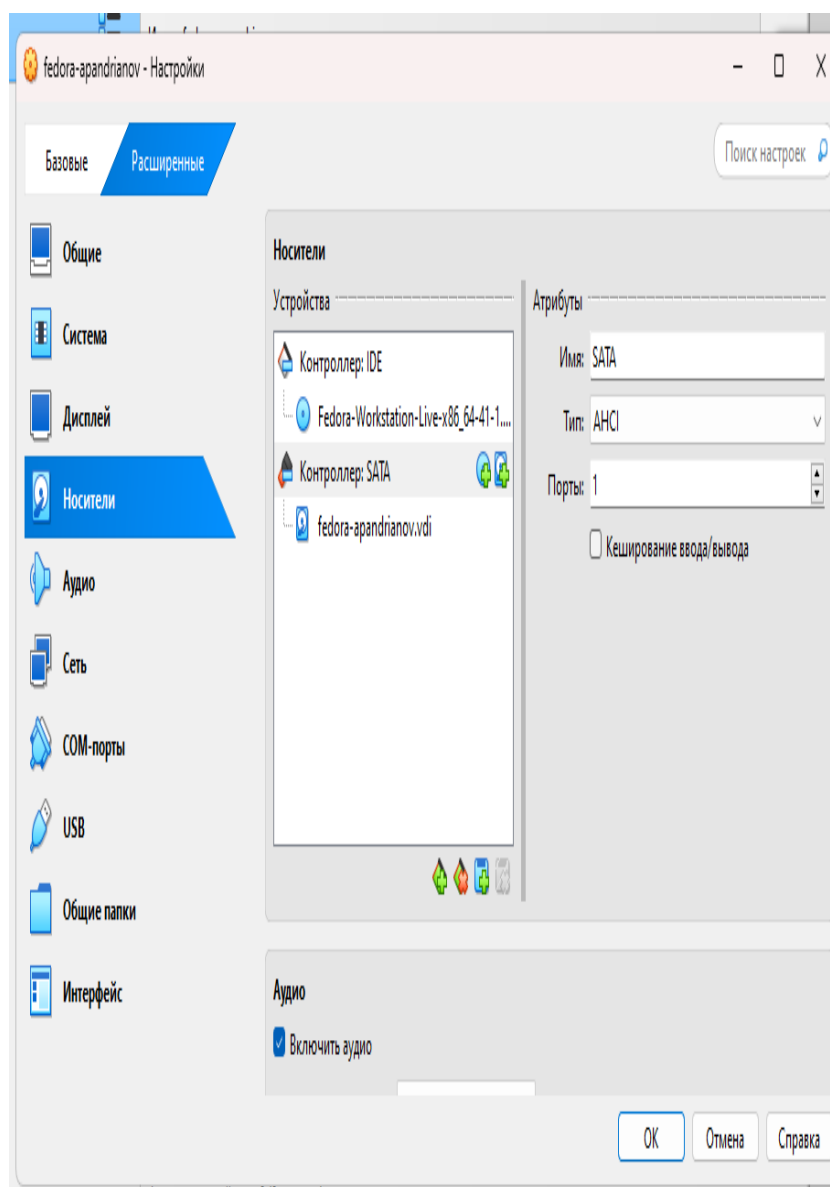 fedora-apandrianov - Настройки
Базовые
Расширенные
Поиск настроек
Общие
Система
Дисплей
Носители
Аудио
Сеть
COM-порты
USB
Общие папки
Интерфейс
Носители
Устройства
Контроллер: IDE
Fedora-Workstation-Live-x86_64-41-1....
Контроллер: SATA
fedora-apandrianov.vdi
Атрибуты
Имя: SATA
Тип: AHCI
Порты: 1
Кеширование ввода/вывода
Аудио
Включить аудио
ОК
Отмена
Справка